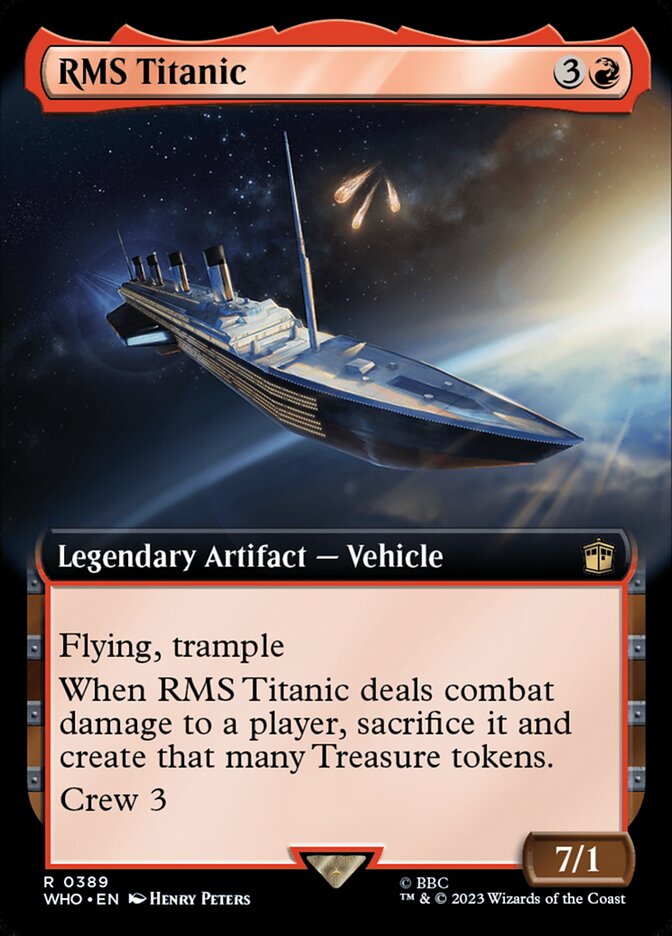 RMS Titanic 3
Legendary Artifact — Vehicle
Flying, trample
When RMS Titanic deals combat
damage to a player, sacrifice it and
create that many Treasure tokens.
Crew 3
7/1
R 0389
WHO • EN Henry Peters
© BBC
™ & © 2023 Wizards of the Coast